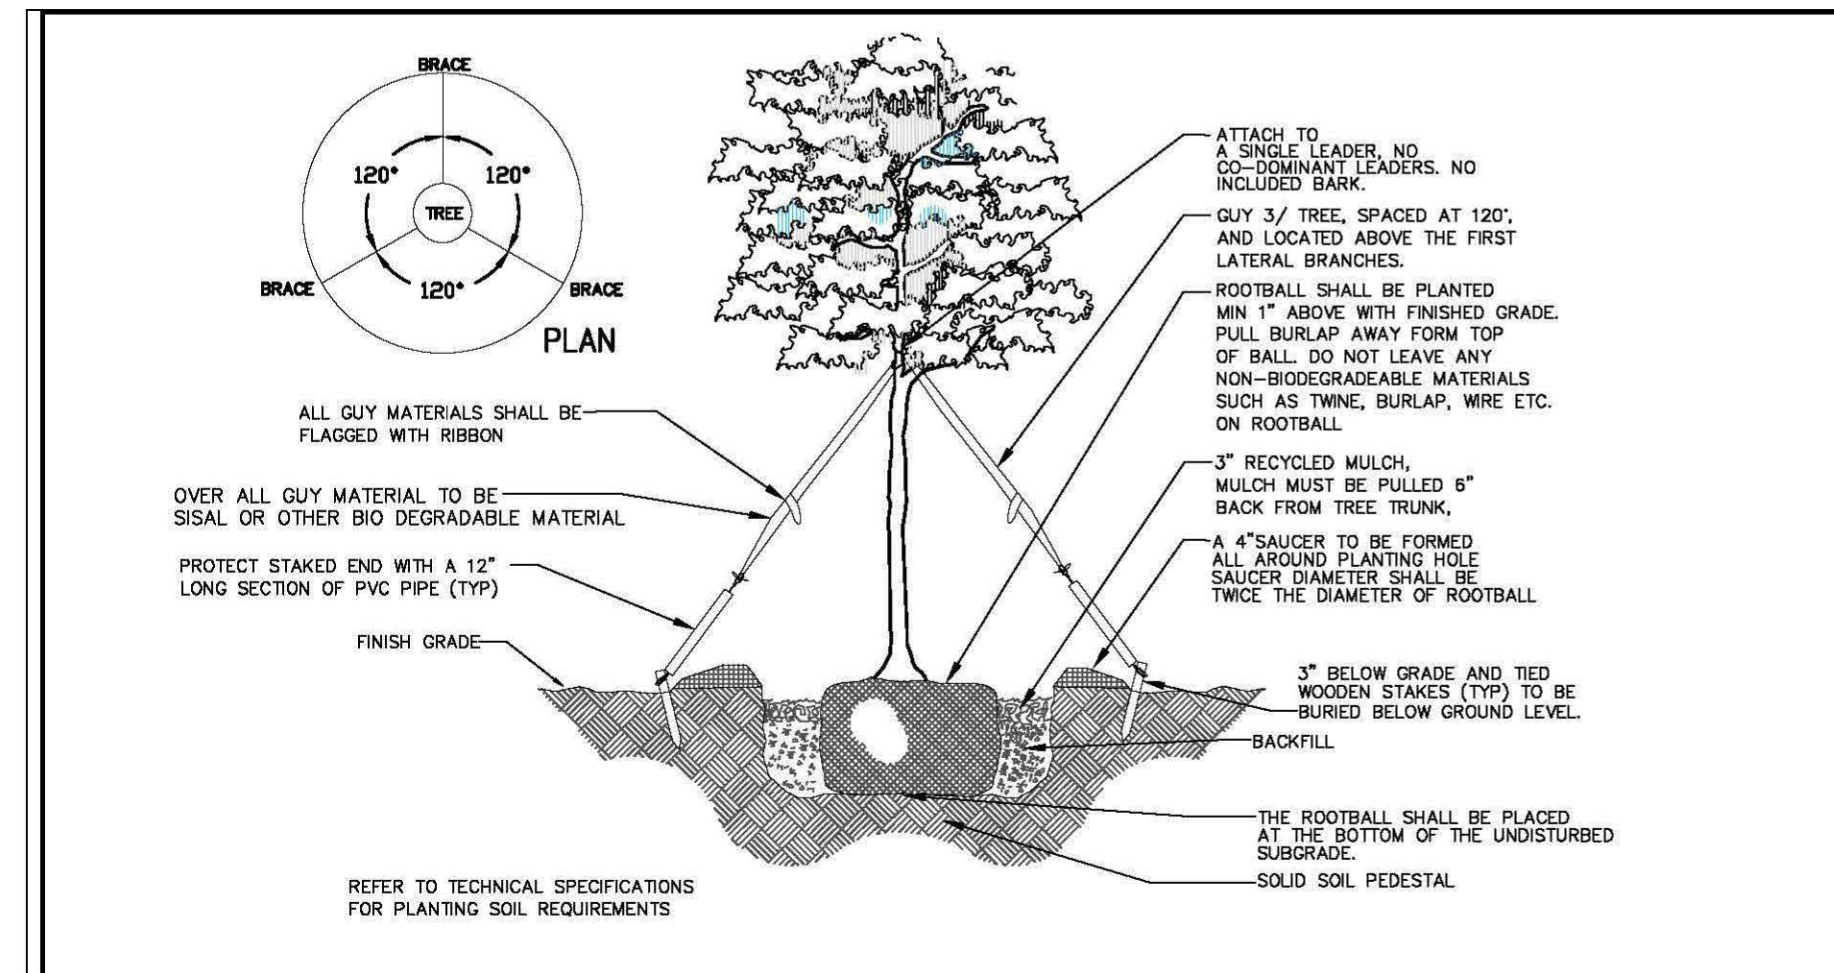 BRACE
120°
120°
TREE
BRACE
120°
BRACE
PLAN
ALL GUY MATERIALS SHALL BE
FLAGGED WITH RIBBON
OVER ALL GUY MATERIAL TO BE
SISAL OR OTHER BIO DEGRADABLE MATERIAL
PROTECT STAKED END WITH A 12"
LONG SECTION OF PVC PIPE (TYP)
FINISH GRADE
REFER TO TECHNICAL SPECIFICATIONS
FOR PLANTING SOIL REQUIREMENTS
ATTACH TO
A SINGLE LEADER, NO
CO-DOMINANT LEADERS. NO
INCLUDED BARK.
GUY 3/ TREE, SPACED AT 120°,
AND LOCATED ABOVE THE FIRST
LATERAL BRANCHES.
ROOTBALL SHALL BE PLANTED
MIN 1" ABOVE WITH FINISHED GRADE.
PULL BURLAP AWAY FORM TOP
OF BALL. DO NOT LEAVE ANY
NON-BIODEGRADEABLE MATERIALS
SUCH AS TWINE, BURLAP, WIRE ETC.
ON ROOTBALL
3" RECYCLED MULCH,
MULCH MUST BE PULLED 6"
BACK FROM TREE TRUNK,
A 4"SAUCER TO BE FORMED
ALL AROUND PLANTING HOLE
SAUCER DIAMETER SHALL BE
TWICE THE DIAMETER OF ROOTBALL
3" BELOW GRADE AND TIED
WOODEN STAKES (TYP) TO BE
BURIED BELOW GROUND LEVEL.
BACKFILL
THE ROOTBALL SHALL BE PLACED
AT THE BOTTOM OF THE UNDISTURBED
SUBGRADE.
SOLID SOIL PEDESTAL